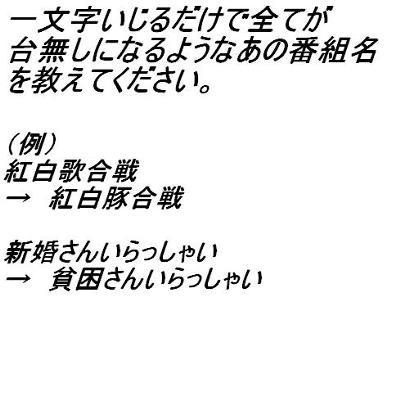 一文字いじるだけで全てが
台無しになるようなあの番組名
を教えてください。
（例）
紅白歌合戦
→　紅白豚合戦
新婚さんいらっしゃい
→　貧困さんいらっしゃい